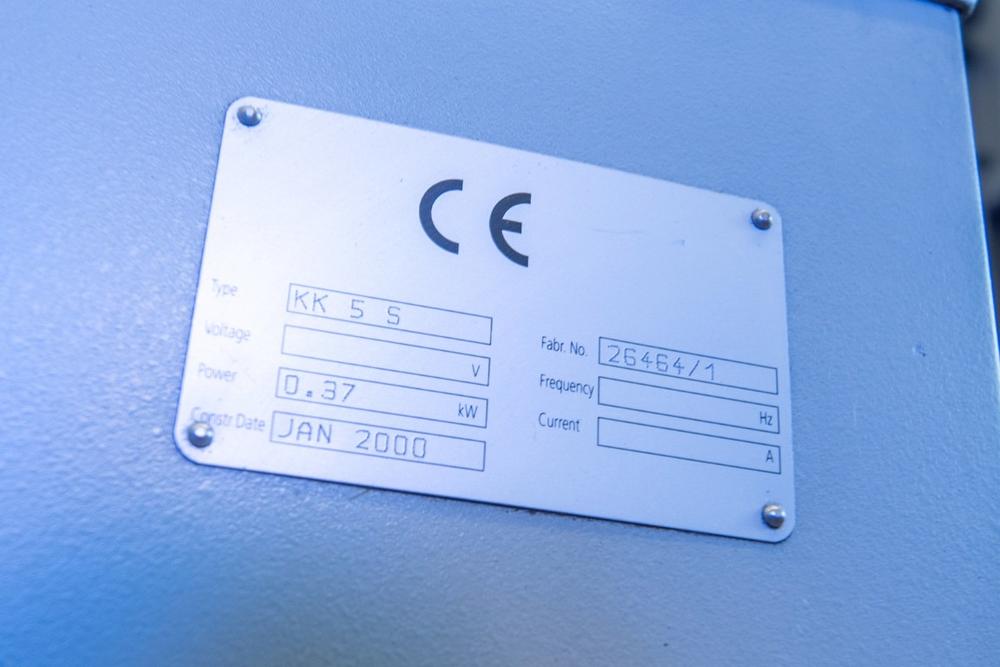 CE
Type KK 5 S
Voltage V
Power 0.37 kW
Constr.Date JAN 2000
Fabr. No. 26464/1
Frequency Hz
Current A